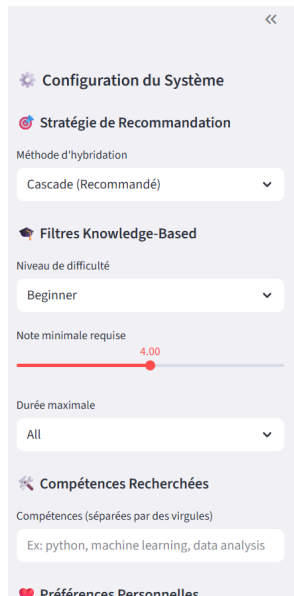 Configuration du Système
Stratégie de Recommandation
Méthode d'hybridation
Cascade (Recommandé)
Filtres Knowledge-Based
Niveau de difficulté
Beginner
Note minimale requise
4.00
Durée maximale
All
Compétences Recherchées
Compétences (séparées par des virgules)
Ex: python, machine learning, data analysis
Préférences Personnelles